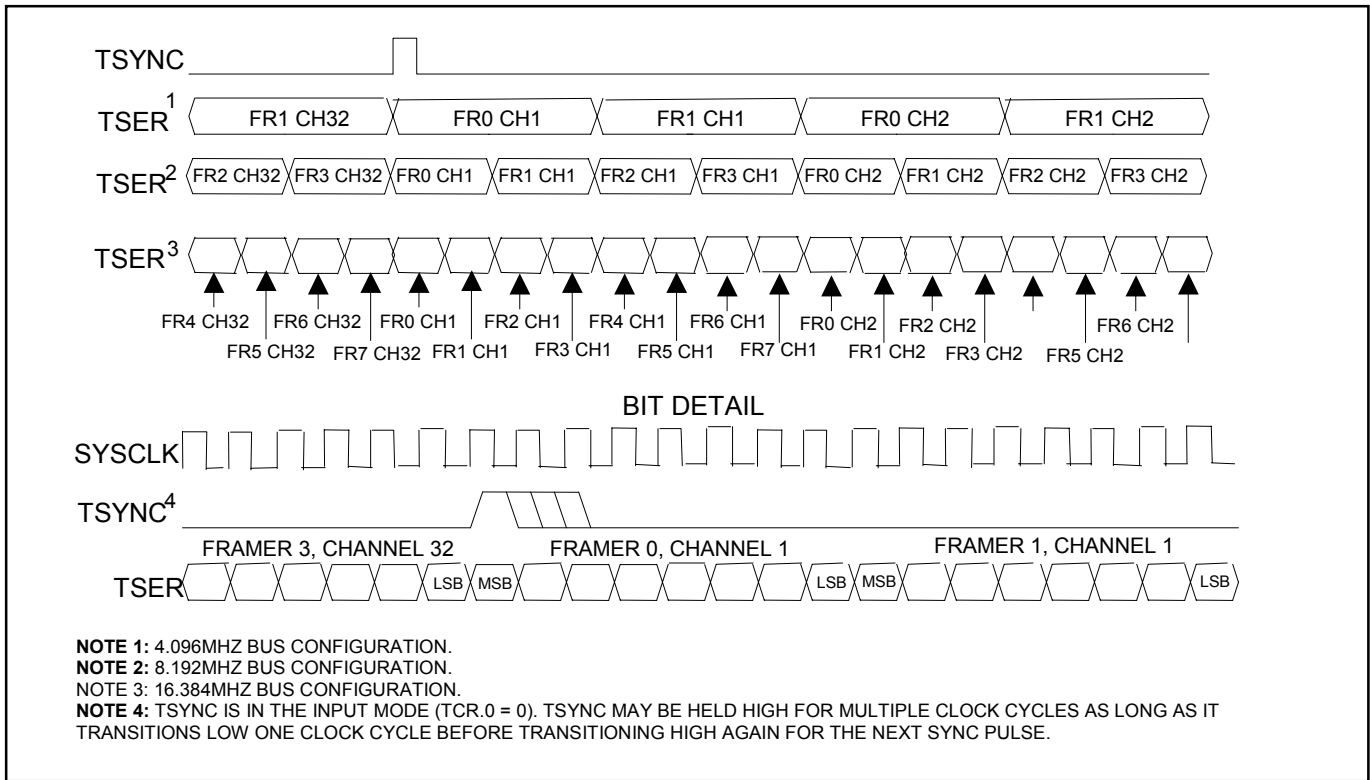 TSYNC
TSER1
FR1 CH32 FR0 CH1 FR1 CH1 FR0 CH2 FR1 CH2
TSER2
FR2 CH32 FR3 CH32 FR0 CH1 FR1 CH1 FR2 CH1 FR3 CH1 FR0 CH2 FR1 CH2 FR2 CH2 FR3 CH2
TSER3
FR4 CH32 FR6 CH32 FR0 CH1 FR2 CH1 FR4 CH1 FR6 CH1 FR0 CH2 FR2 CH2 FR6 CH2
FR5 CH32 FR7 CH32 FR1 CH1 FR3 CH1 FR5 CH1 FR7 CH1 FR1 CH2 FR3 CH2 FR5 CH2
BIT DETAIL
SYSCLK
TSYNC4
FRAMER 3, CHANNEL 32 FRAMER 0, CHANNEL 1 FRAMER 1, CHANNEL 1
TSER LSB MSB LSB MSB LSB
NOTE 1: 4.096MHZ BUS CONFIGURATION.
NOTE 2: 8.192MHZ BUS CONFIGURATION.
NOTE 3: 16.384MHZ BUS CONFIGURATION.
NOTE 4: TSYNC IS IN THE INPUT MODE (TCR.0 = 0). TSYNC MAY BE HELD HIGH FOR MULTIPLE CLOCK CYCLES AS LONG AS IT
TRANSITIONS LOW ONE CLOCK CYCLE BEFORE TRANSITIONING HIGH AGAIN FOR THE NEXT SYNC PULSE.